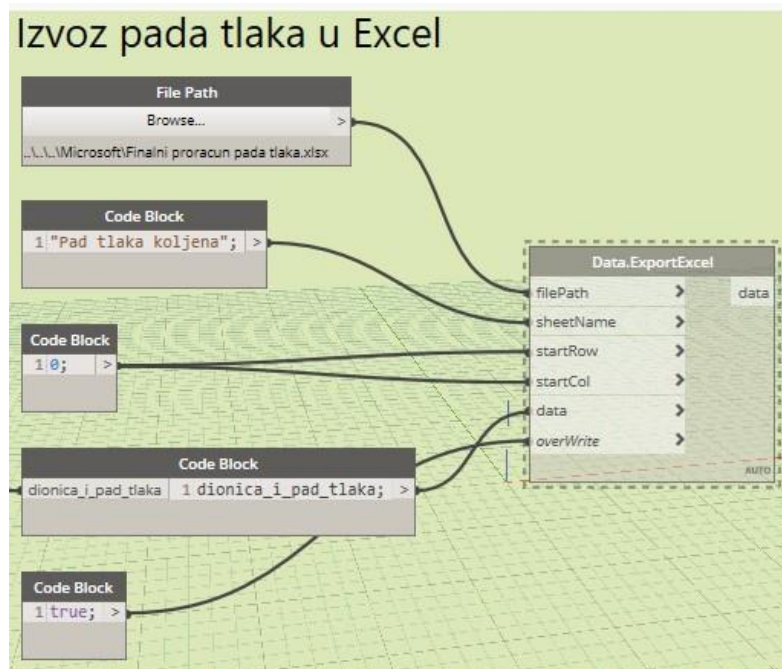 Izvoz pada tlaka u Excel
File Path
Browse... >
..\..\..\Microsoft\Finalni proracun pada tlaka.xlsx
Code Block
1 "Pad tlaka koljena"; >
Data.ExportExcel
filePath > data
sheetName >
startRow >
startCol >
data >
overWrite >
AUTO
Code Block
1 0; >
Code Block
dionica_i_pad_tlaka 1 dionica_i_pad_tlaka; >
Code Block
1 true; >